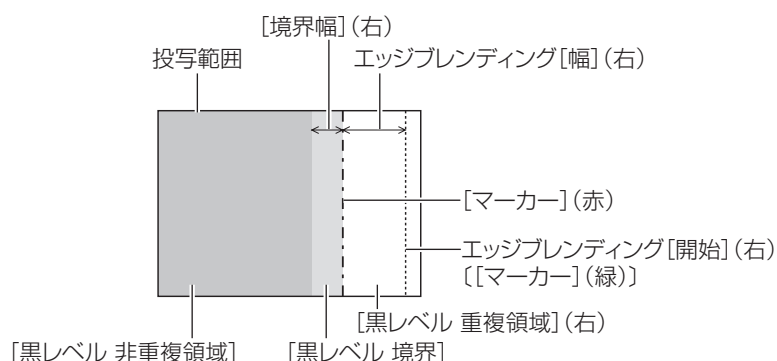 [境界幅](右)
投写範囲
エッジブレンディング[幅](右)
[マーカー](赤)
エッジブレンディング[開始](右)
〔[マーカー](緑)〕
[黒レベル 重複領域](右)
[黒レベル 非重複領域]
[黒レベル 境界]